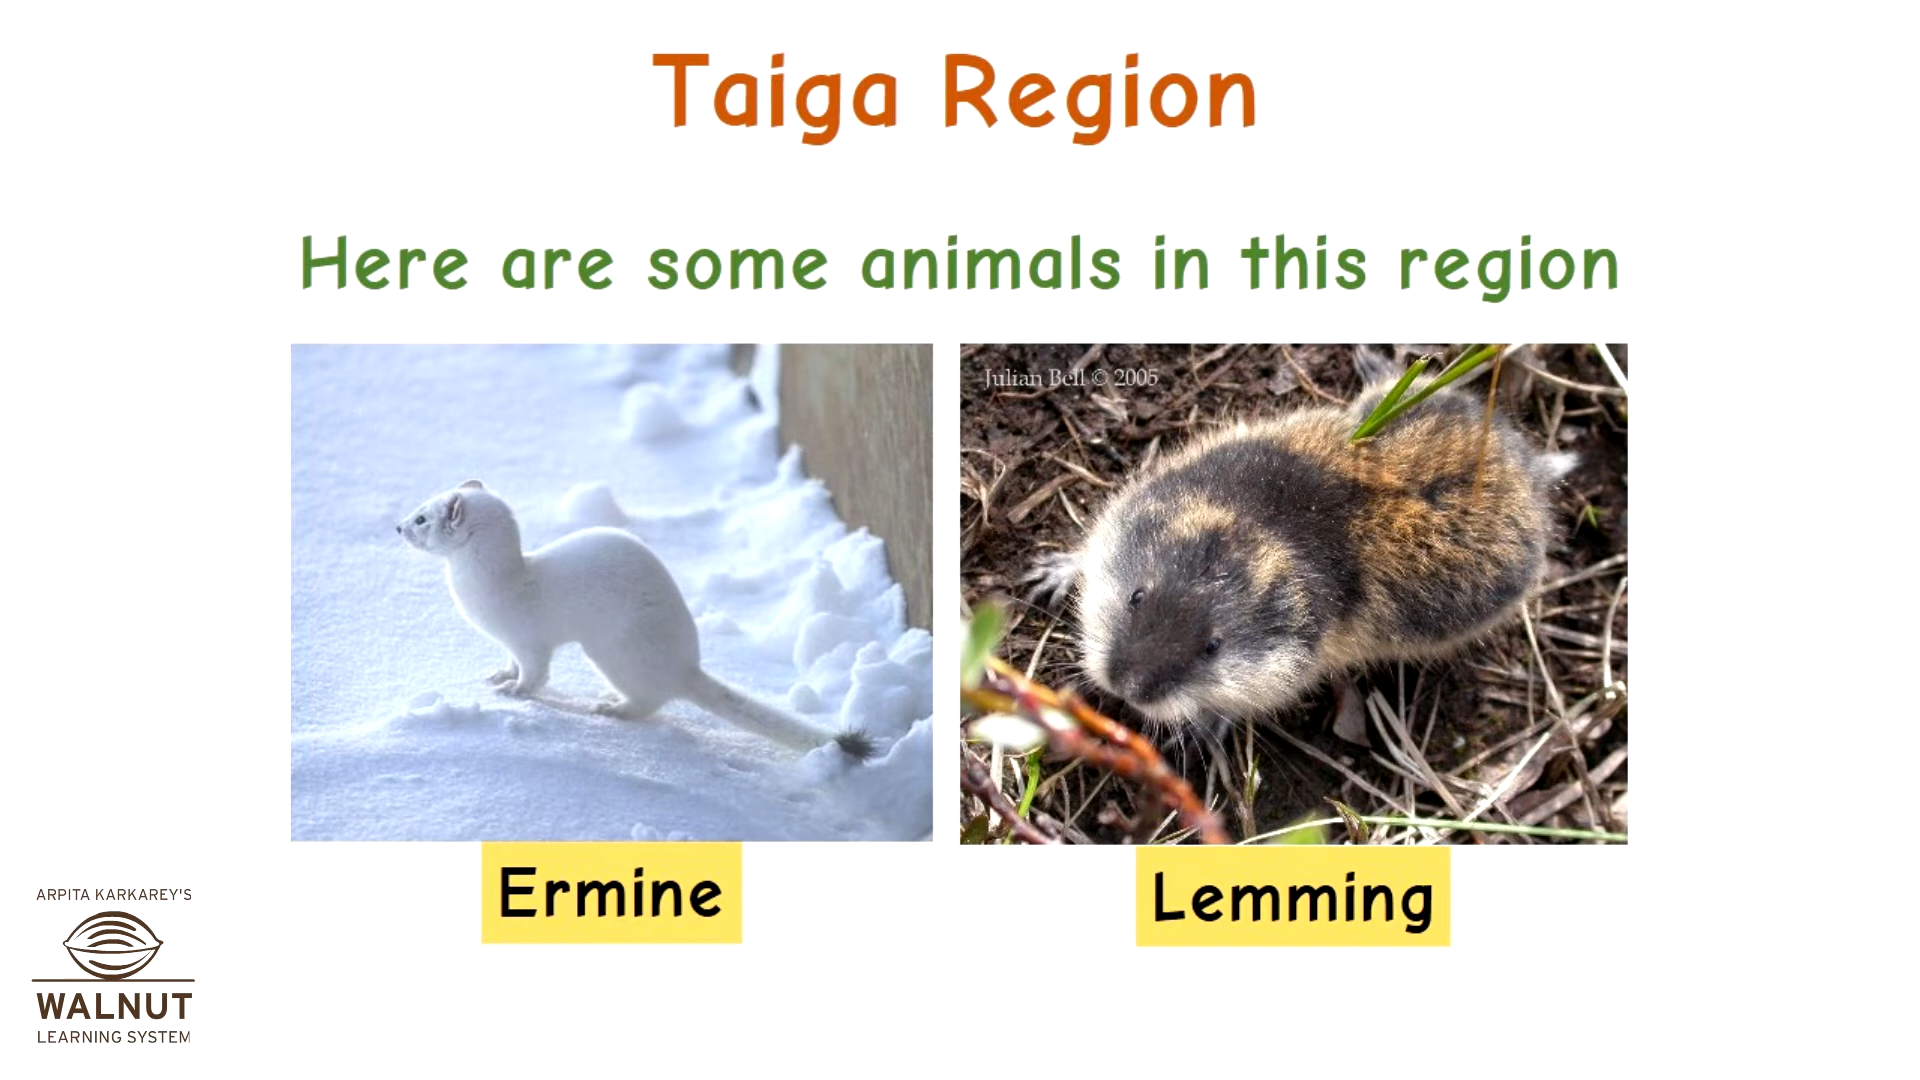 Taiga Region
Here are some animals in this region
Julian Bell © 2005
Ermine
Lemming
ARPITA KARKAREY'S
WALNUT
LEARNING SYSTEM